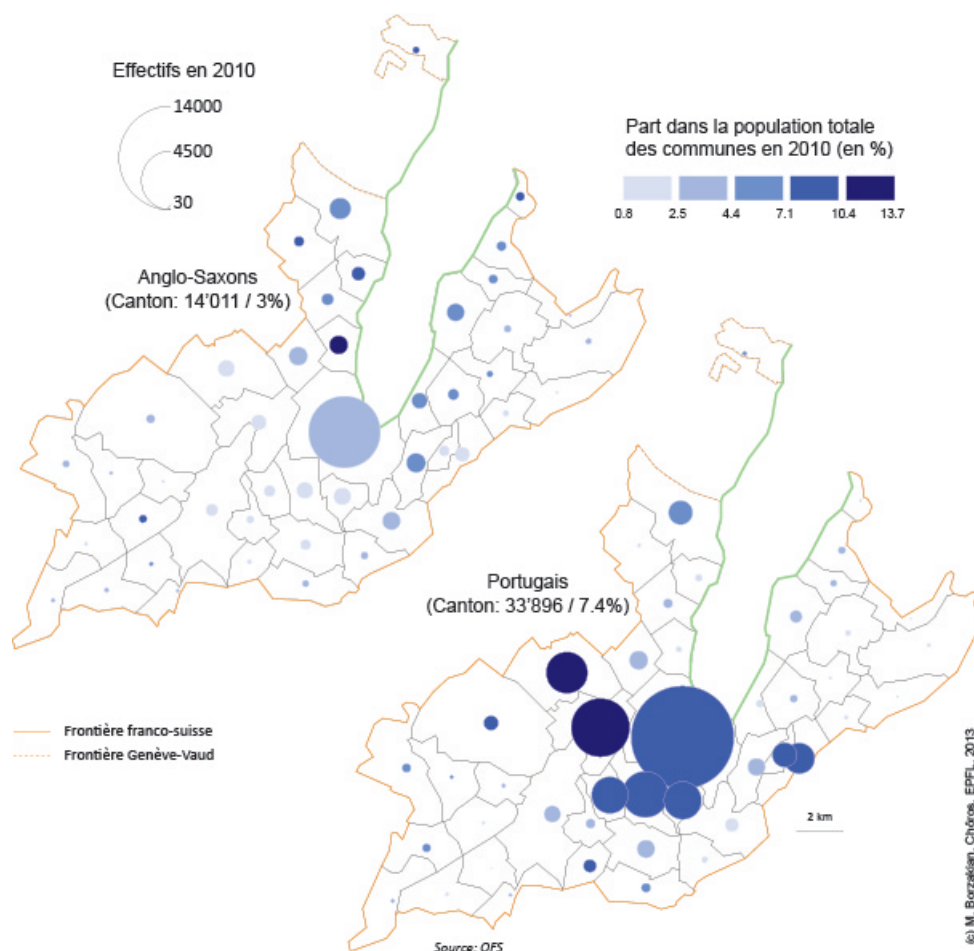 Effectifs en 2010
14000
4500
30
Part dans la population totale
des communes en 2010 (en %)
0.8 2.5 4.4 7.1 10.4 13.7
Anglo-Saxons
(Canton: 14'011 / 3%)
Portugais
(Canton: 33'896 / 7.4%)
Frontière franco-suisse
Frontière Genève-Vaud
2 km
Source: OFS
(c) M. Borzakian, Chôros, EPFL, 2013